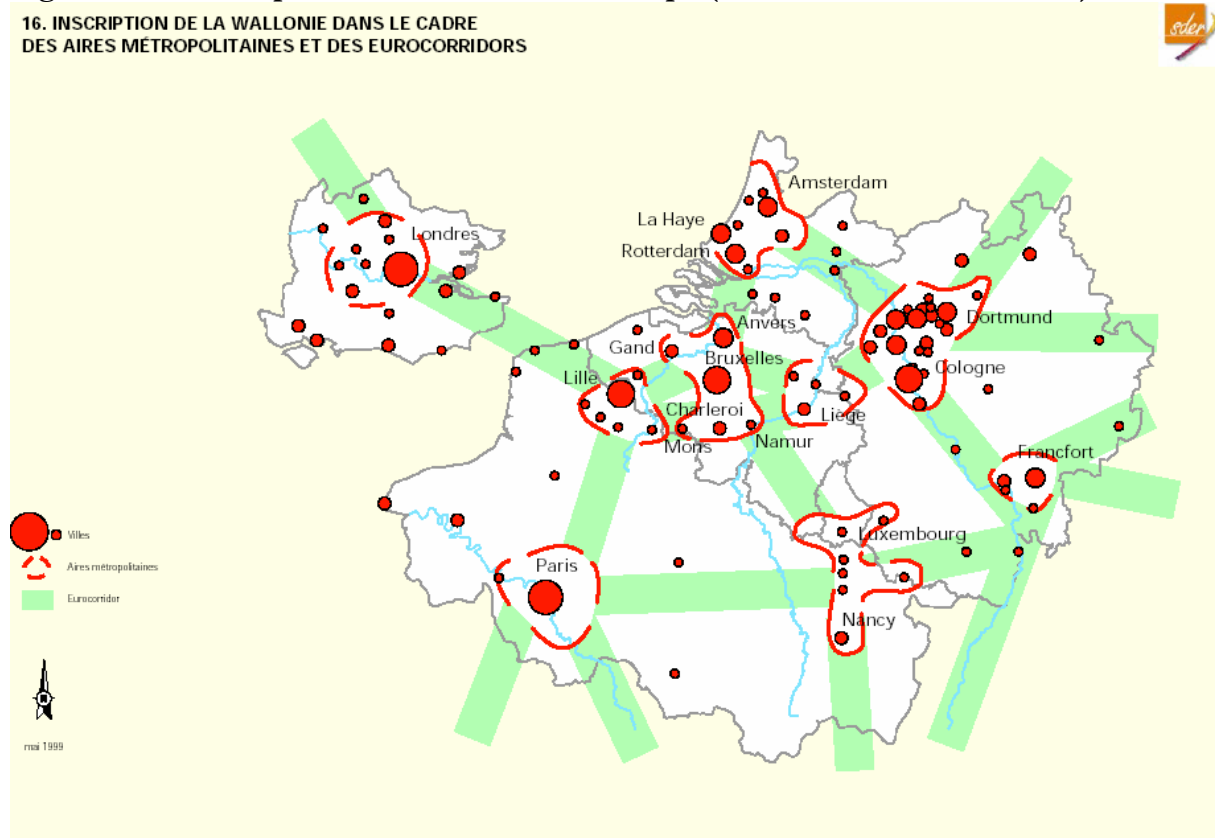 16. INSCRIPTION DE LA WALLONIE DANS LE CADRE
DES AIRES MÉTROPOLITAINES ET DES EUROCORRIDORS
sder
Amsterdam
La Haye
Londres
Rotterdam
Dortmund
Anvers
Gand
Bruxelles
Cologne
Lille
Charleroi
Liège
Mons
Namur
Francfort
Luxembourg
Villes
Aires métropolitaines
Paris
Eurocorridor
Nancy
N
mai 1999